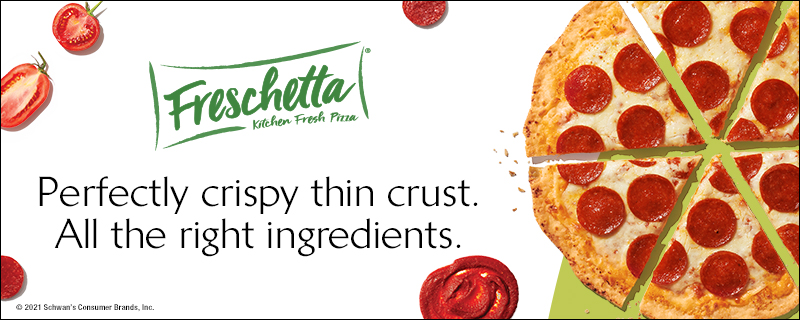 Freschetta®
Kitchen Fresh Pizza
Perfectly crispy thin crust.
All the right ingredients.
© 2021 Schwan's Consumer Brands, Inc.